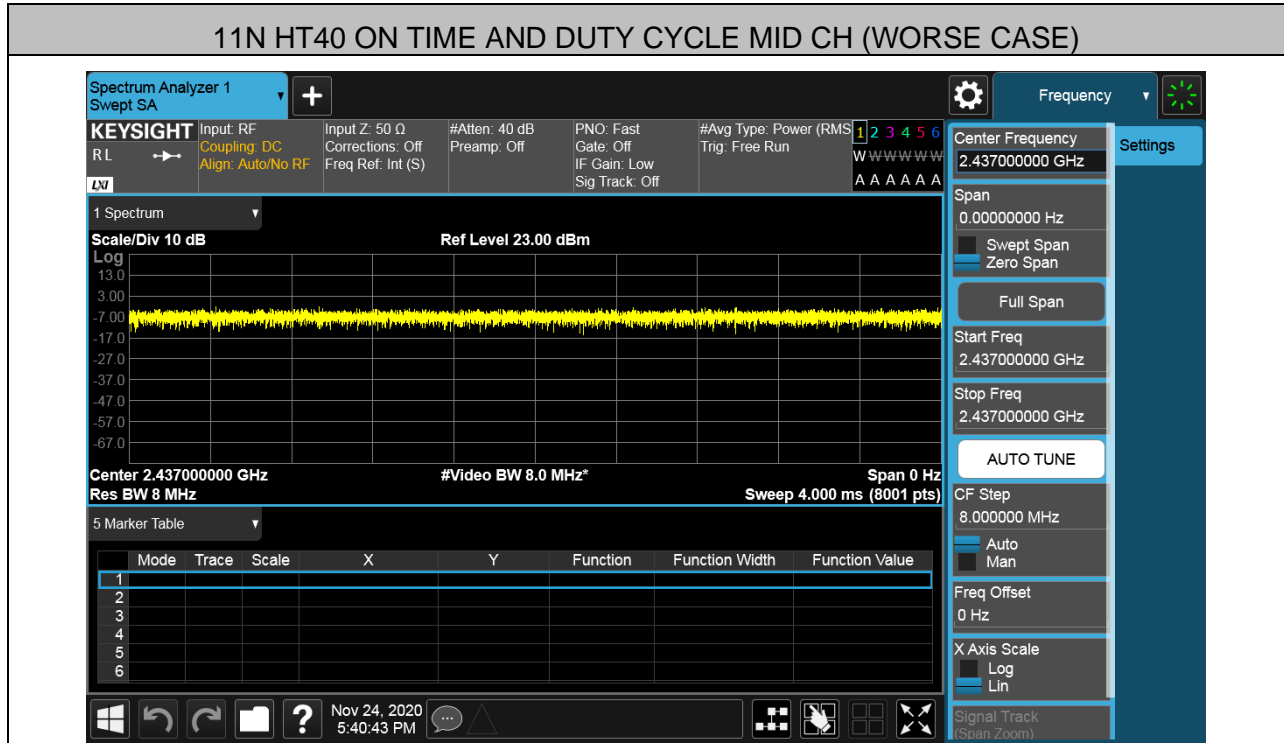 11N HT40 ON TIME AND DUTY CYCLE MID CH (WORSE CASE)
Spectrum Analyzer 1
Swept SA
Frequency
KEYSIGHT
RL
LXI
Input: RF
Coupling: DC
Align: Auto/No RF
Input Z: 50 Ω
Corrections: Off
Freq Ref: Int (S)
#Atten: 40 dB
Preamp: Off
PNO: Fast
Gate: Off
IF Gain: Low
Sig Track: Off
#Avg Type: Power (RMS
Trig: Free Run
1 2 3 4 5 6
W W W W W W
A A A A A A
1 Spectrum
Scale/Div 10 dB
Ref Level 23.00 dBm
Log
13.0
3.00
-7.00
-17.0
-27.0
-37.0
-47.0
-57.0
-67.0
Center 2.437000000 GHz
#Video BW 8.0 MHz*
Span 0 Hz
Res BW 8 MHz
Sweep 4.000 ms (8001 pts)
5 Marker Table
Mode Trace Scale X Y Function Function Width Function Value
1
2
3
4
5
6
Nov 24, 2020
5:40:43 PM
Center Frequency
2.437000000 GHz
Settings
Span
0.00000000 Hz
Swept Span
Zero Span
Full Span
Start Freq
2.437000000 GHz
Stop Freq
2.437000000 GHz
AUTO TUNE
CF Step
8.000000 MHz
Auto
Man
Freq Offset
0 Hz
X Axis Scale
Log
Lin
Signal Track
(Span Zoom)